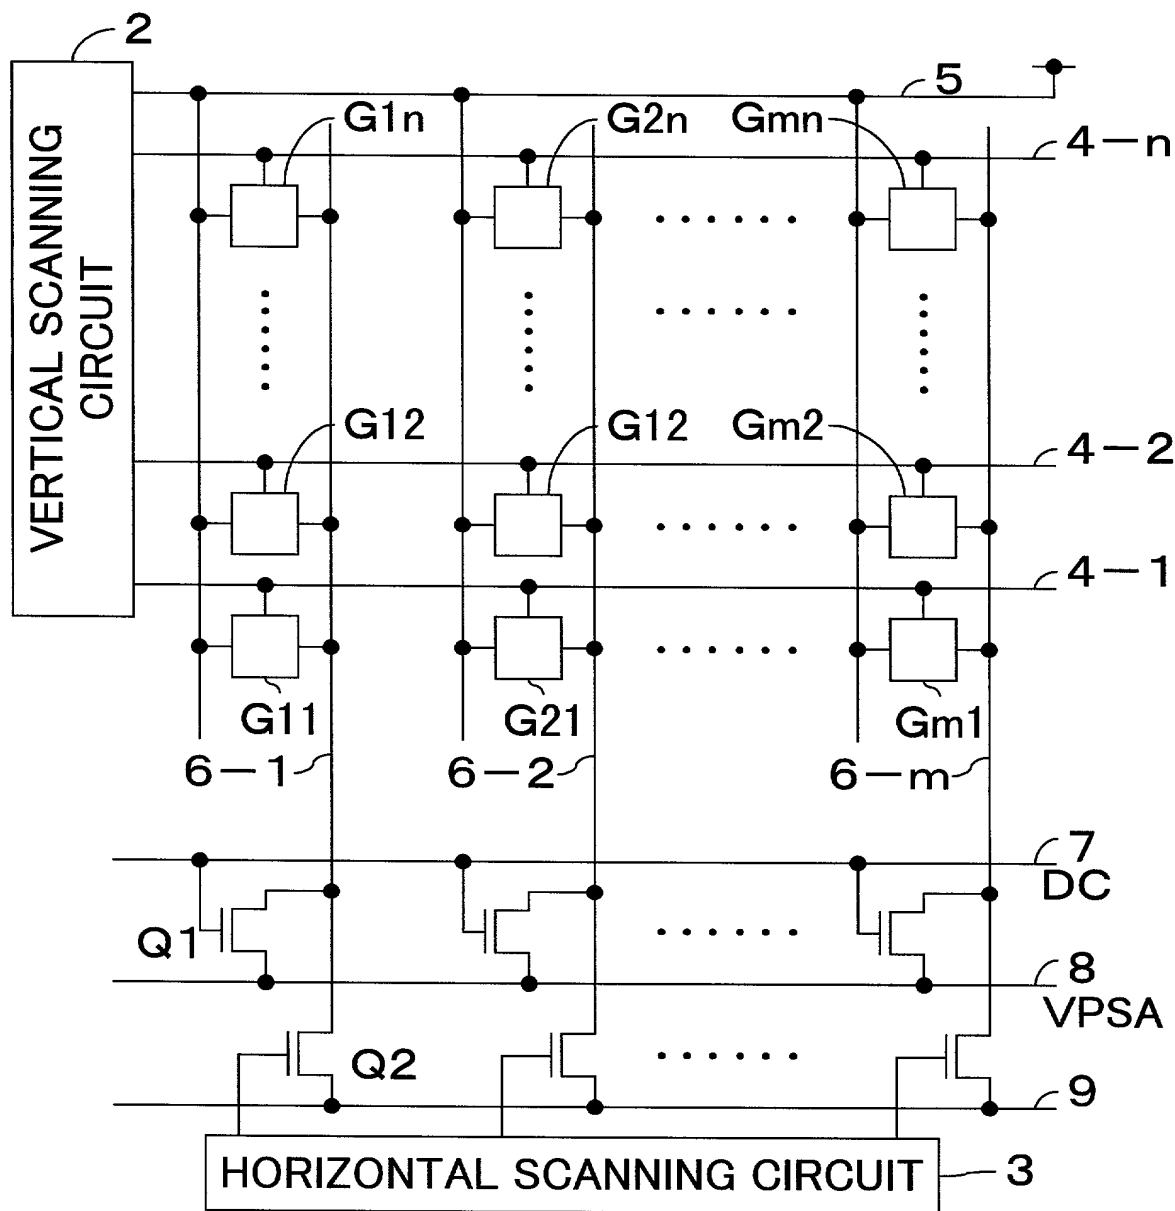 2
5
G1n
G2n
Gmn
4-n
VERTICAL SCANNING
CIRCUIT
G12
G12
Gm2
4-2
4-1
G11
G21
Gm1
6-1
6-2
6-m
7
DC
Q1
8
VPSA
Q2
9
HORIZONTAL SCANNING CIRCUIT
3